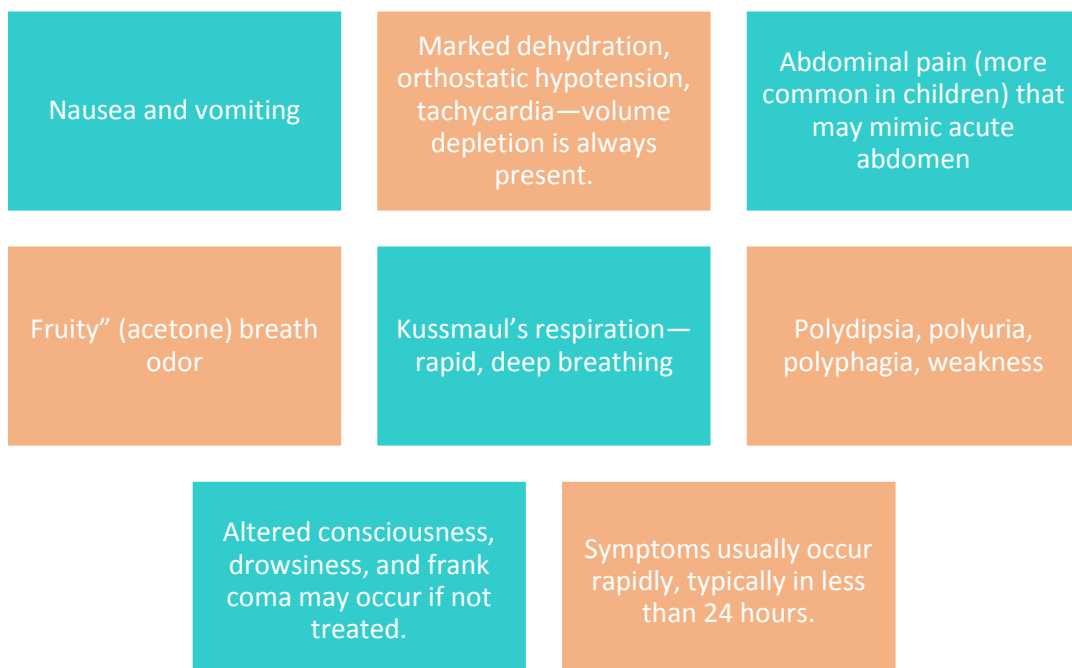 Nausea and vomiting
Marked dehydration,
orthostatic hypotension,
tachycardia—volume
depletion is always
present.
Abdominal pain (more
common in children) that
may mimic acute
abdomen
Fruity” (acetone) breath
odor
Kussmaul’s respiration—
rapid, deep breathing
Polydipsia, polyuria,
polyphagia, weakness
Altered consciousness,
drowsiness, and frank
coma may occur if not
treated.
Symptoms usually occur
rapidly, typically in less
than 24 hours.